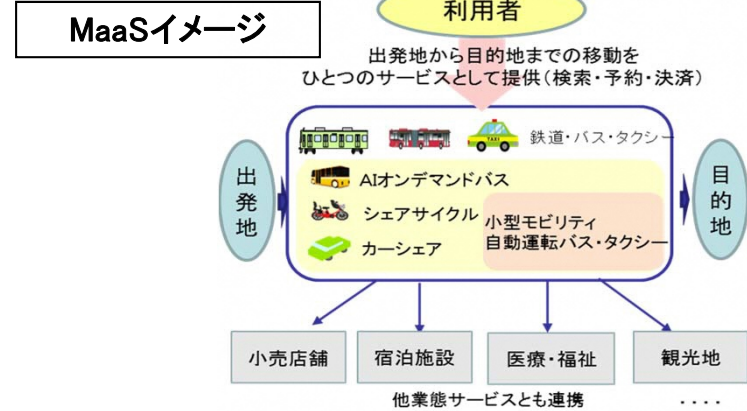 MaaSイメージ
利用者
出発地から目的地までの移動を
ひとつのサービスとして提供(検索・予約・決済)
TAXI
鉄道・バス・タクシー
出発地
目的地
AIオンデマンドバス
シェアサイクル
カーシェア
小型モビリティ
自動運転バス・タクシー
小売店舗
宿泊施設
医療・福祉
観光地
他業態サービスとも連携
・・・・